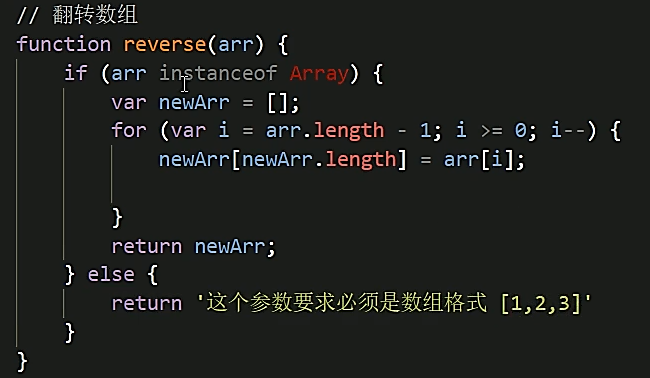 // 翻转数组
function reverse(arr) {
    if (arr instanceof Array) {
        var newArr = [];
        for (var i = arr.length - 1; i >= 0; i--) {
            newArr[newArr.length] = arr[i];
        }
        return newArr;
    } else {
        return '这个参数要求必须是数组格式 [1,2,3]'
    }
}